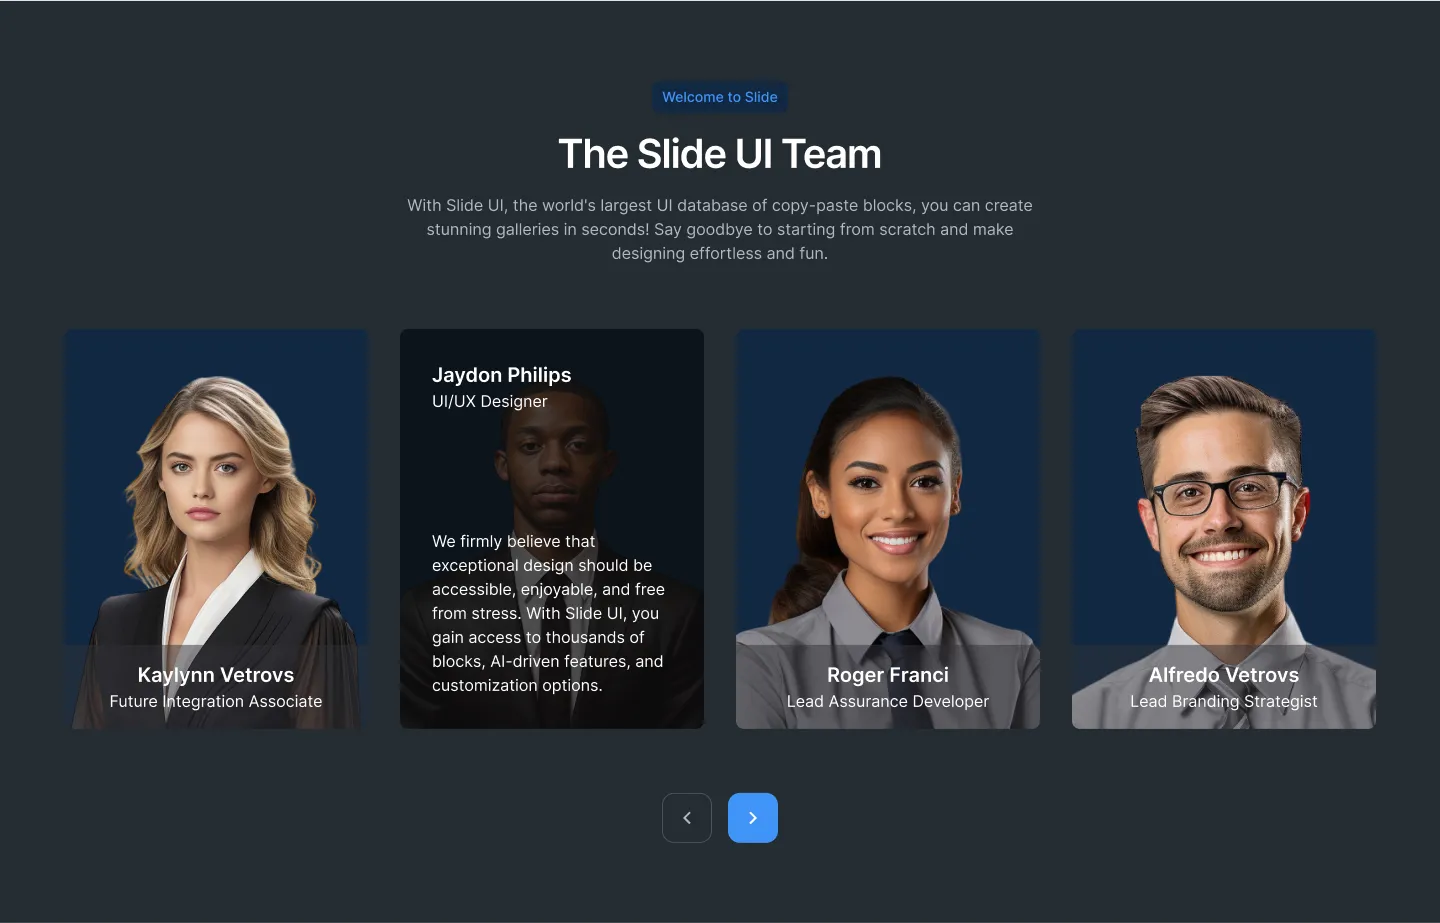 Welcome to Slide
The Slide UI Team
With Slide UI, the world's largest UI database of copy-paste blocks, you can create
stunning galleries in seconds! Say goodbye to starting from scratch and make
designing effortless and fun.
Kaylynn Vetrovs
Future Integration Associate
Jaydon Philips
UI/UX Designer
We firmly believe that
exceptional design should be
accessible, enjoyable, and free
from stress. With Slide UI, you
gain access to thousands of
blocks, AI-driven features, and
customization options.
Roger Franci
Lead Assurance Developer
Alfredo Vetrovs
Lead Branding Strategist